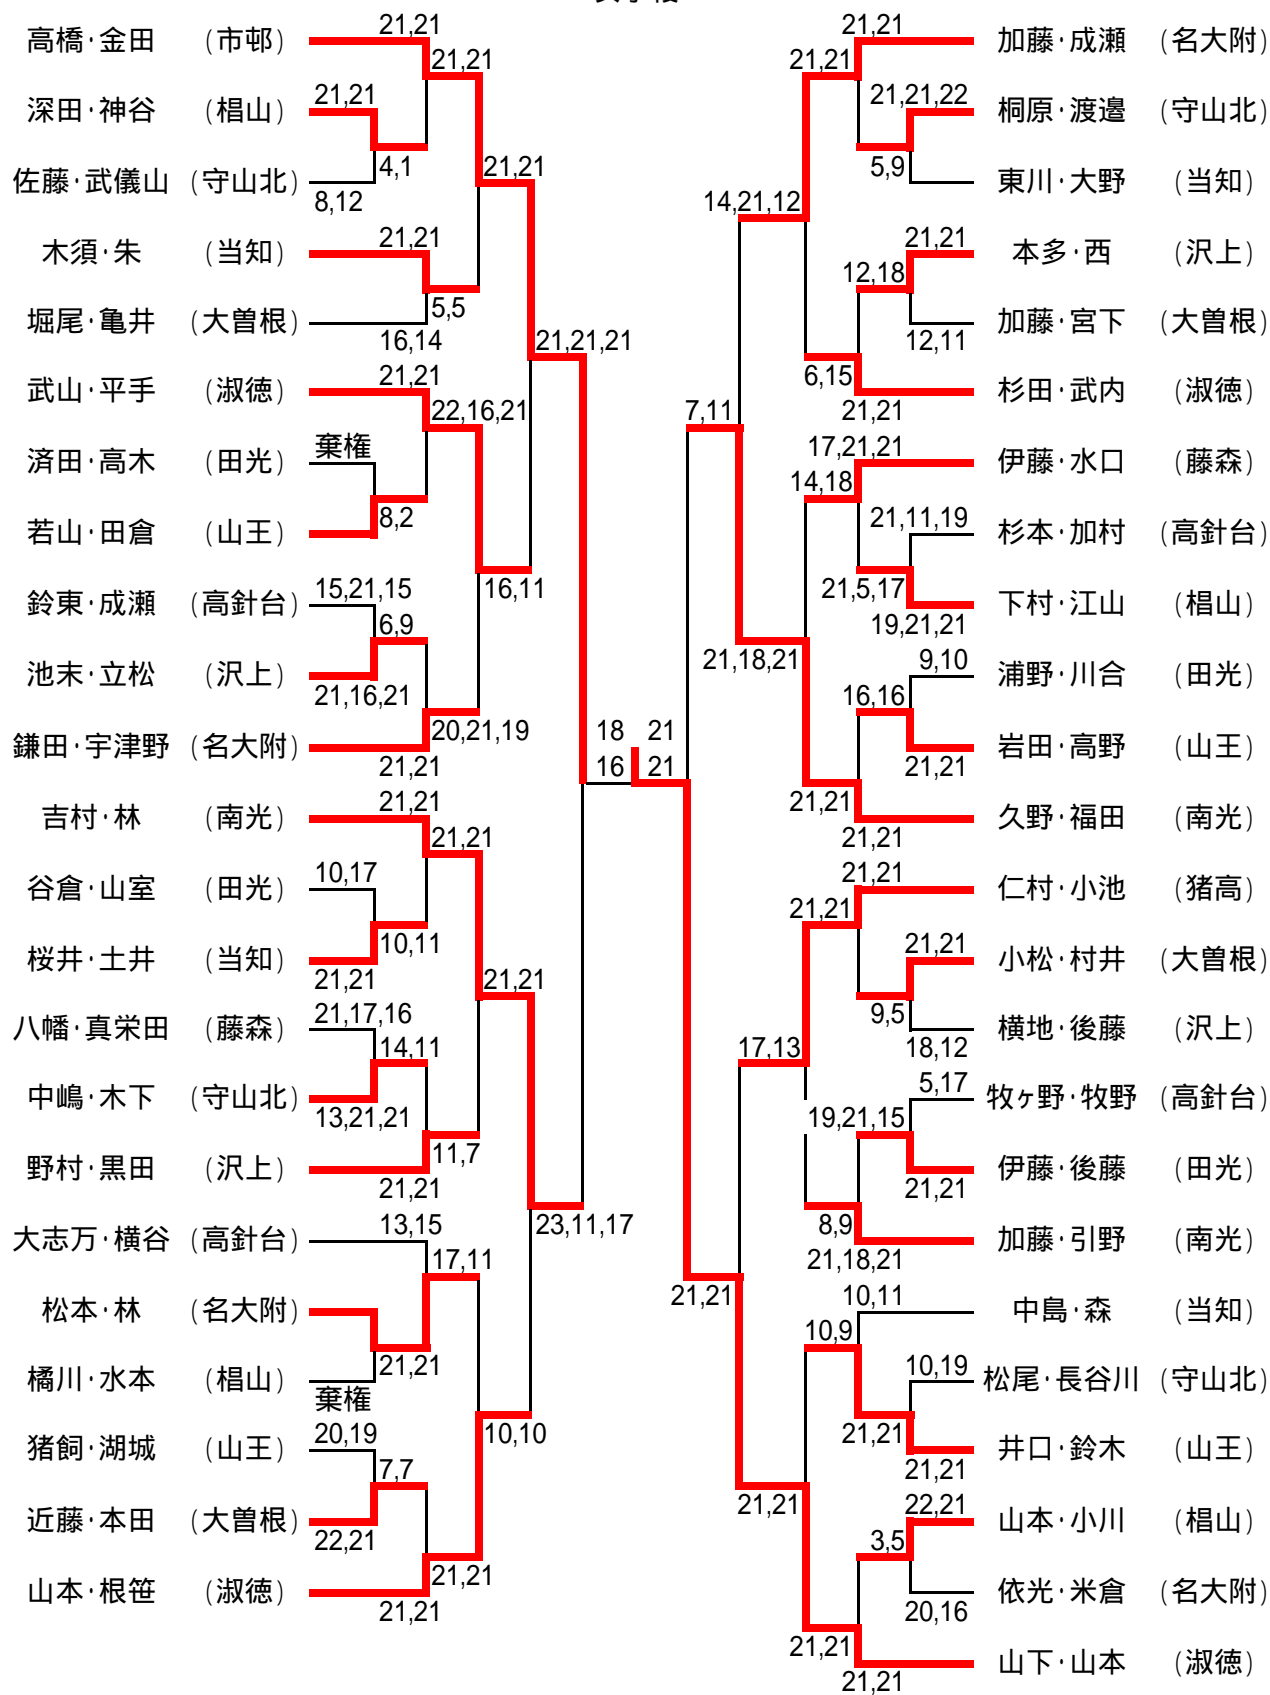 高橋・金田 (市邨) 21,21
21,21
深田・神谷 (椙山) 21,21
4,1
佐藤・武儀山 (守山北) 8,12
21,21
木須・朱 (当知) 21,21
5,5
堀尾・亀井 (大曽根) 16,14
21,21,21
武山・平手 (淑徳) 21,21
22,16,21
済田・高木 (田光) 棄権
8,2
若山・田倉 (山王)
16,11
鈴東・成瀬 (高針台) 15,21,15
6,9
池末・立松 (沢上) 21,16,21
20,21,19
鎌田・宇津野 (名大附) 21,21
18 21
16 21
吉村・林 (南光) 21,21
21,21
谷倉・山室 (田光) 10,17
10,11
桜井・土井 (当知) 21,21
21,21
八幡・真栄田 (藤森) 21,17,16
14,11
中嶋・木下 (守山北) 13,21,21
11,7
野村・黒田 (沢上) 21,21
23,11,17
大志万・横谷 (高針台) 13,15
17,11
松本・林 (名大附)
21,21
橘川・水本 (椙山) 棄権
10,10
猪飼・湖城 (山王) 20,19
7,7
近藤・本田 (大曽根) 22,21
21,21
山本・根笹 (淑徳) 21,21
21,21 加藤・成瀬 (名大附)
21,21
21,21,22 桐原・渡邉 (守山北)
5,9
東川・大野 (当知)
14,21,12
21,21 本多・西 (沢上)
12,18
12,11 加藤・宮下 (大曽根)
6,15
21,21 杉田・武内 (淑徳)
7,11
17,21,21 伊藤・水口 (藤森)
14,18
21,11,19 杉本・加村 (高針台)
21,5,17
19,21,21 下村・江山 (椙山)
21,18,21
9,10 浦野・川合 (田光)
16,16
21,21 岩田・高野 (山王)
21,21
21,21 久野・福田 (南光)
21,21 仁村・小池 (猪高)
21,21
21,21 小松・村井 (大曽根)
9,5
18,12 横地・後藤 (沢上)
17,13
5,17 牧ヶ野・牧野 (高針台)
19,21,15
21,21 伊藤・後藤 (田光)
8,9
21,18,21 加藤・引野 (南光)
21,21
10,11 中島・森 (当知)
10,9
10,19 松尾・長谷川 (守山北)
21,21
21,21 井口・鈴木 (山王)
21,21
22,21 山本・小川 (椙山)
3,5
20,16 依光・米倉 (名大附)
21,21
21,21 山下・山本 (淑徳)